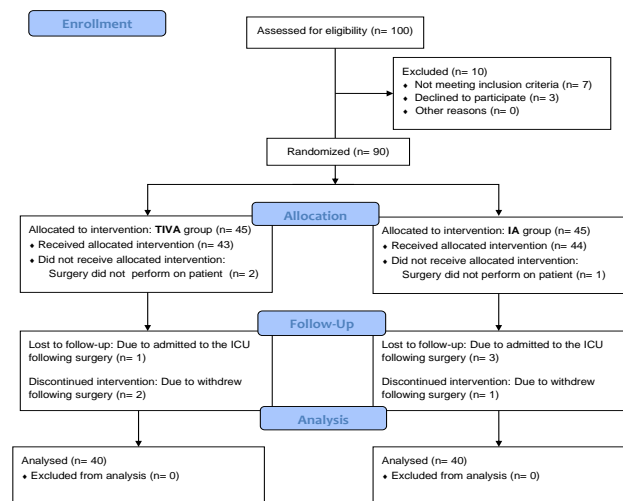 Enrollment
Assessed for eligibility (n= 100)
Excluded (n= 10)
⬧ Not meeting inclusion criteria (n= 7)
⬧ Declined to participate (n= 3)
⬧ Other reasons (n= 0)
Randomized (n= 90)
Allocation
Allocated to intervention: TIVA group (n= 45)
⬧ Received allocated intervention (n= 43)
⬧ Did not receive allocated intervention:
Surgery did not perform on patient (n= 2)
Allocated to intervention: IA group (n= 45)
⬧ Received allocated intervention (n= 44)
⬧ Did not receive allocated intervention:
Surgery did not perform on patient (n= 1)
Follow-Up
Lost to follow-up: Due to admitted to the ICU
following surgery (n= 1)
Discontinued intervention: Due to withdrew
following surgery (n= 2)
Lost to follow-up: Due to admitted to the ICU
following surgery (n= 3)
Discontinued intervention: Due to withdrew
following surgery (n= 1)
Analysis
Analysed (n= 40)
⬧ Excluded from analysis (n= 0)
Analysed (n= 40)
⬧ Excluded from analysis (n= 0)